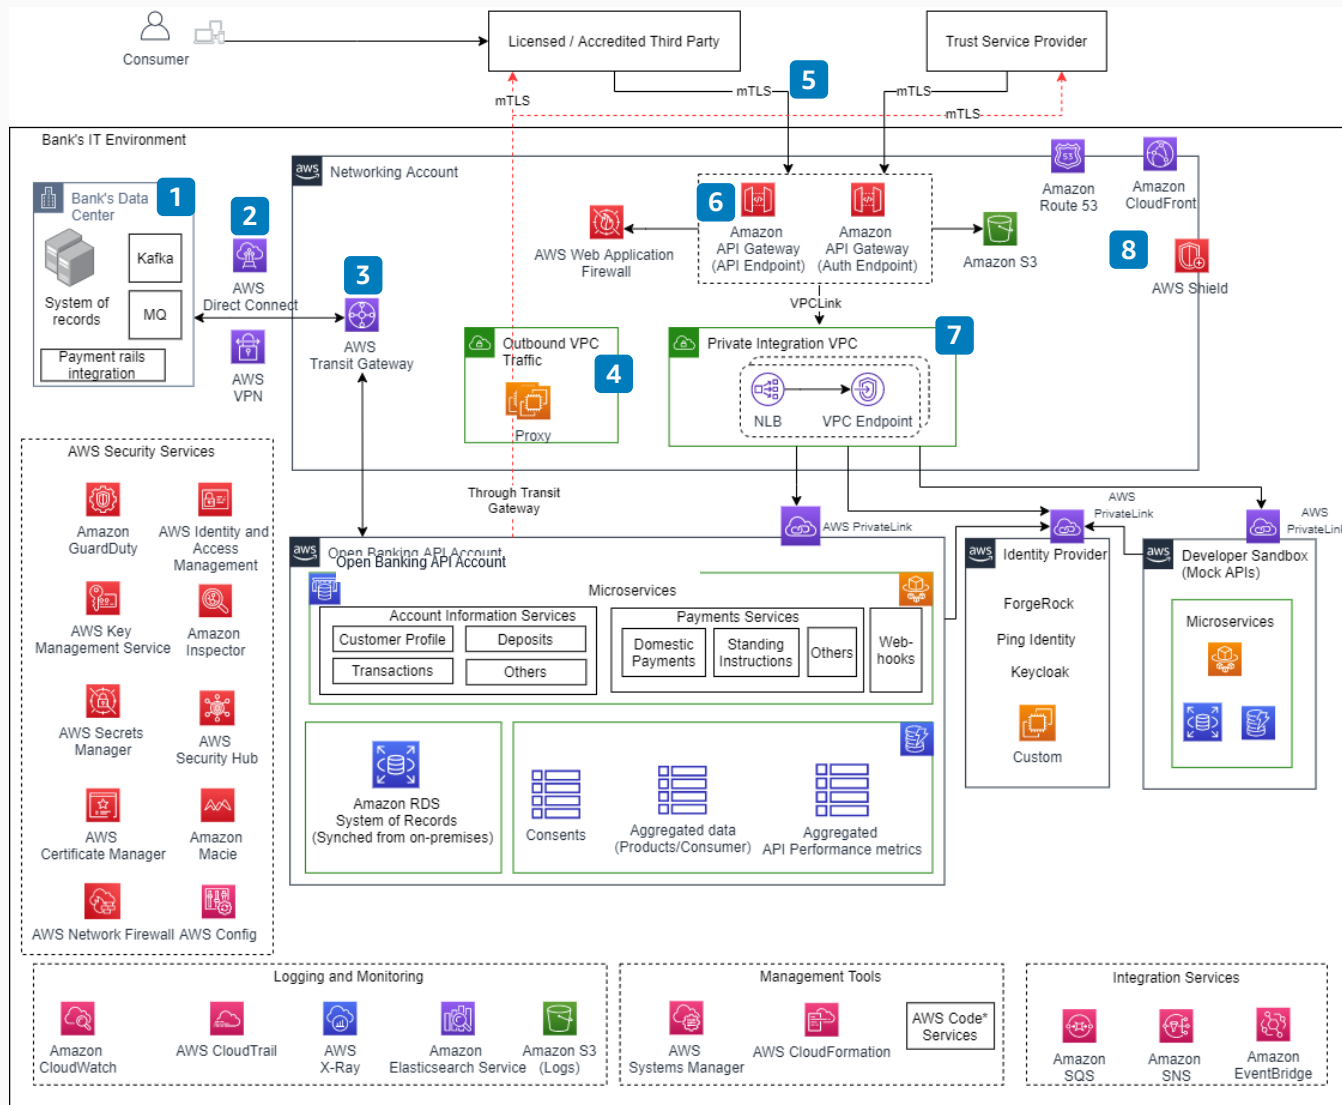 Consumer
Licensed / Accredited Third Party
Trust Service Provider
mTLS
mTLS
5
mTLS
mTLS
Bank's IT Environment
Bank's Data
Center
1
System of
records
Kafka
MQ
Payment rails
integration
2
AWS
Direct Connect
AWS
VPN
aws
Networking Account
3
AWS
Transit Gateway
AWS Web Application
Firewall
6
Amazon
API Gateway
(API Endpoint)
Amazon
API Gateway
(Auth Endpoint)
Amazon S3
53
Amazon
Route 53
Amazon
CloudFront
8
AWS Shield
VPCLink
Outbound VPC
Traffic
4
Proxy
Private Integration VPC
7
NLB
VPC Endpoint
Through Transit
Gateway
AWS PrivateLink
AWS
PrivateLink
AWS
PrivateLink
AWS Security Services
Amazon
GuardDuty
AWS Identity and
Access
Management
AWS Key
Management Service
Amazon
Inspector
AWS Secrets
Manager
AWS
Security Hub
AWS
Certificate Manager
Amazon
Macie
AWS Network Firewall
AWS Config
aws
Open Banking API Account
Open Banking API Account
Microservices
Account Information Services
Customer Profile
Deposits
Transactions
Others
Payments Services
Domestic
Payments
Standing
Instructions
Others
Web-
hooks
Amazon RDS
System of Records
(Synched from on-premises)
Consents
Aggregated data
(Products/Consumer)
Aggregated
API Performance metrics
aws
Identity Provider
ForgeRock
Ping Identity
Keycloak
Custom
aws
Developer Sandbox
(Mock APIs)
Microservices
Logging and Monitoring
Amazon
CloudWatch
AWS CloudTrail
AWS
X-Ray
Amazon
Elasticsearch Service
Amazon S3
(Logs)
Management Tools
AWS
Systems Manager
AWS CloudFormation
AWS Code*
Services
Integration Services
Amazon
SQS
Amazon
SNS
Amazon
EventBridge